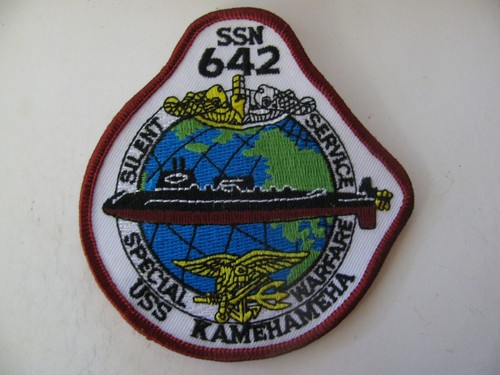 SSN
642
SILENT SERVICE
SPECIAL WARFARE
USS KAMEHAMEHA